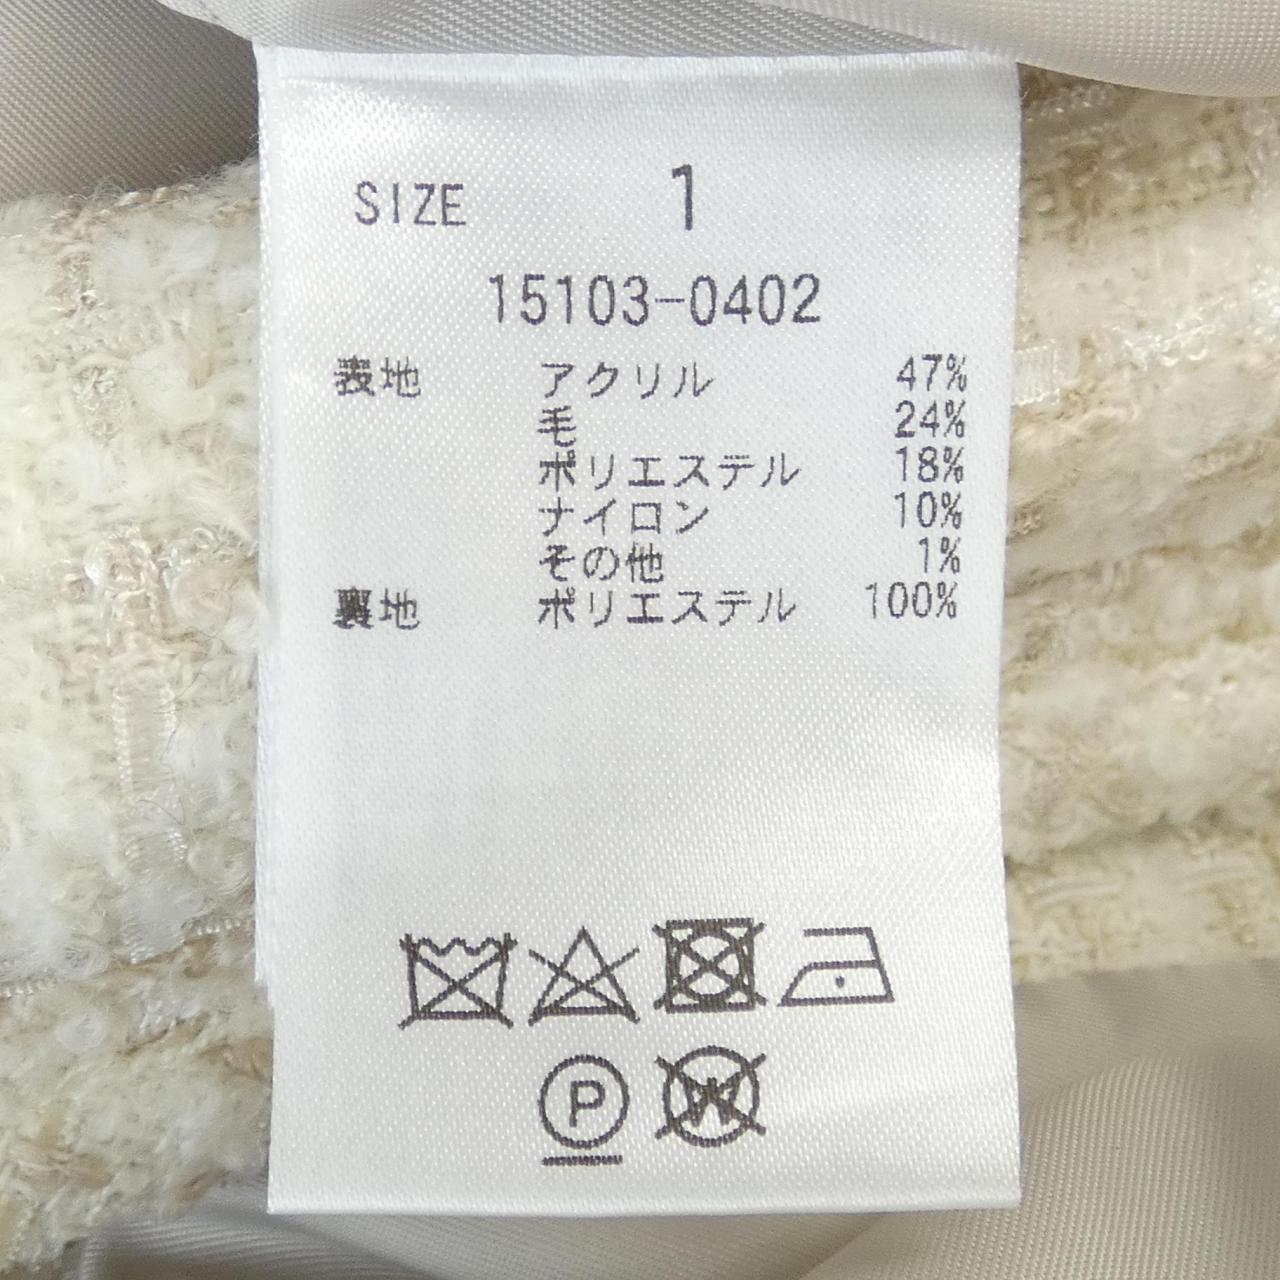 SIZE 1
15103-0402
表地 アクリル 47%
毛 24%
ポリエステル 18%
ナイロン 10%
その他 1%
裏地 ポリエステル 100%
P W